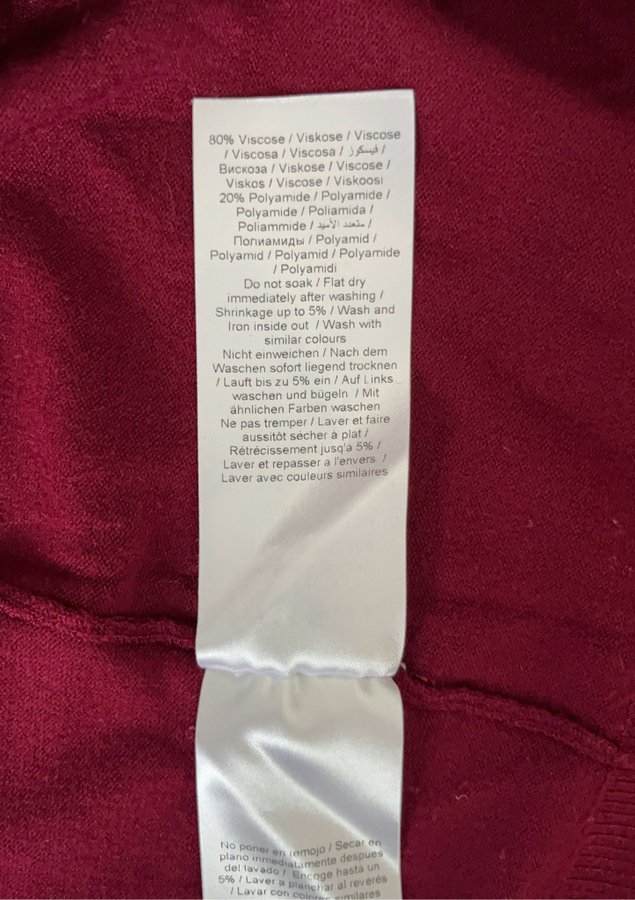 80% Viscose / Viskose / Viscose
/ Viscosa / Viscosa / فيسكوز /
Вискоза / Viskose / Viscose /
Viskos / Viscose / Viskoosi
20% Polyamide / Polyamide /
Polyamide / Poliamida /
Poliammide / متعدد الأميد /
Полиамиды / Polyamid /
Polyamid / Polyamid / Polyamide
/ Polyamidi
Do not soak / Flat dry
immediately after washing /
Shrinkage up to 5% / Wash and
Iron inside out / Wash with
similar colours
Nicht einweichen / Nach dem
Waschen sofort liegend trocknen
/ Lauft bis zu 5% ein / Auf Links
waschen und bügeln / Mit
ähnlichen Farben waschen
Ne pas tremper / Laver et faire
aussitôt sécher à plat /
Rétrécissement jusqu'à 5% /
Laver et repasser à l'envers /
Laver avec couleurs similaires
No poner en remojo / Secar en
plano inmediatamente despues
del lavado / Encoge hasta un
5% / Laver a planchar al reverés
/ Lavar con colores similares